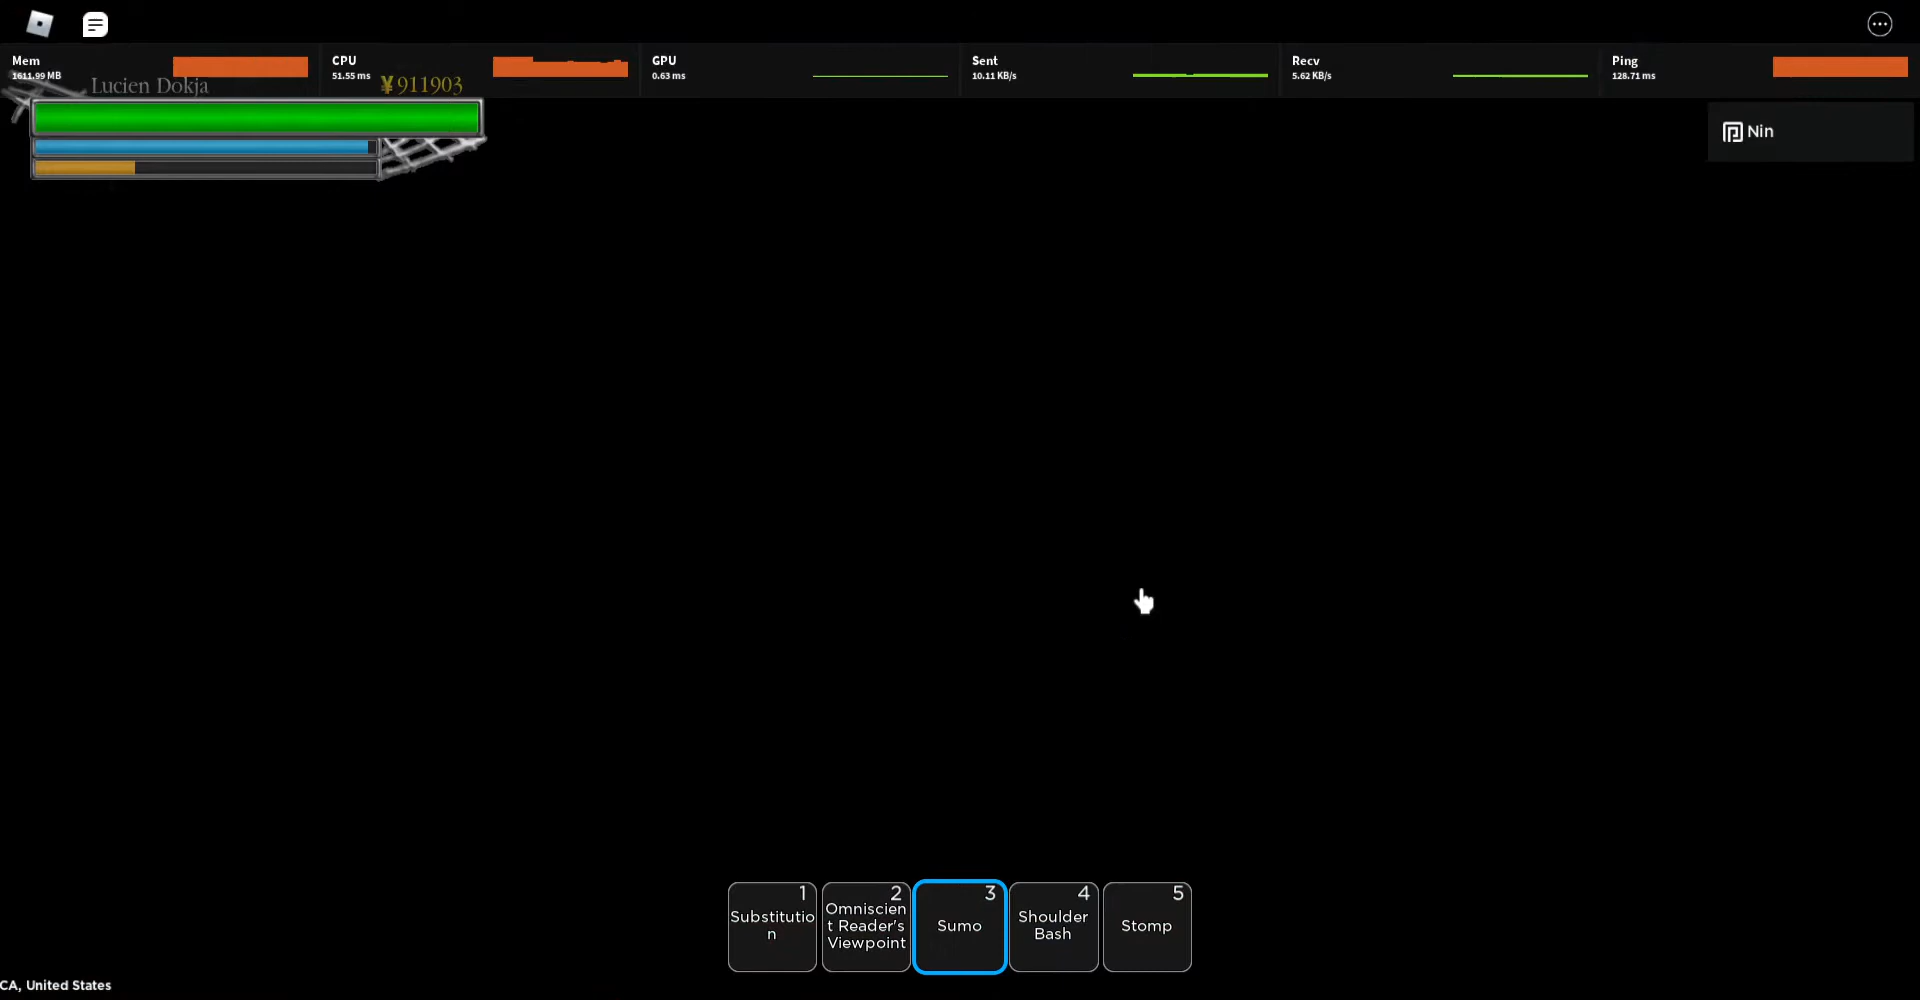 Mem
1611.99 MB
CPU
51.55 ms
GPU
0.63 ms
Sent
10.11 KB/s
Recv
5.62 KB/s
Ping
128.71 ms
Lucien Dokja
¥911903
Nin
1
Substitutio
n
2
Omniscien
t Reader's
Viewpoint
3
Sumo
4
Shoulder
Bash
5
Stomp
CA, United States